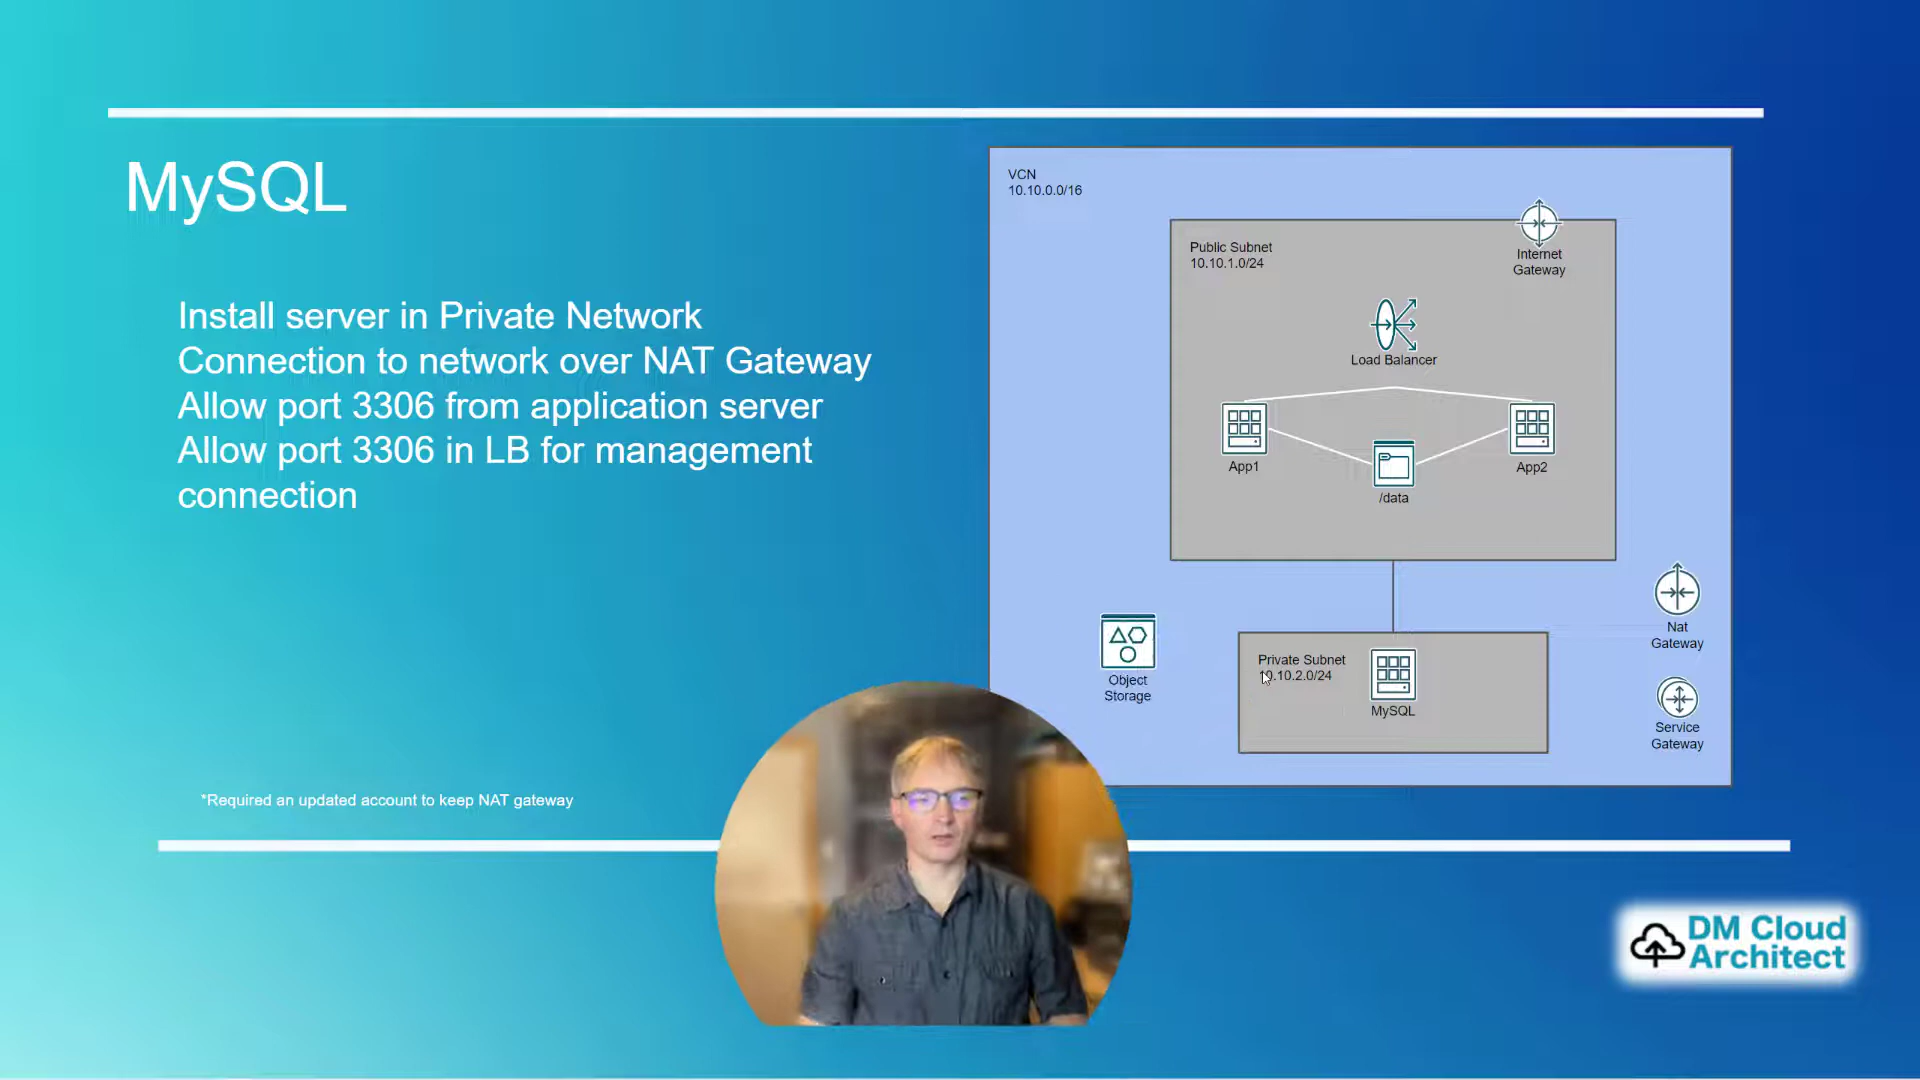 MySQL
Install server in Private Network
Connection to network over NAT Gateway
Allow port 3306 from application server
Allow port 3306 in LB for management
connection
*Required an updated account to keep NAT gateway
VCN
10.10.0.0/16
Public Subnet
10.10.1.0/24
Internet
Gateway
Load Balancer
App1
App2
/data
Nat
Gateway
Object
Storage
Private Subnet
10.10.2.0/24
MySQL
Service
Gateway
DM Cloud
Architect